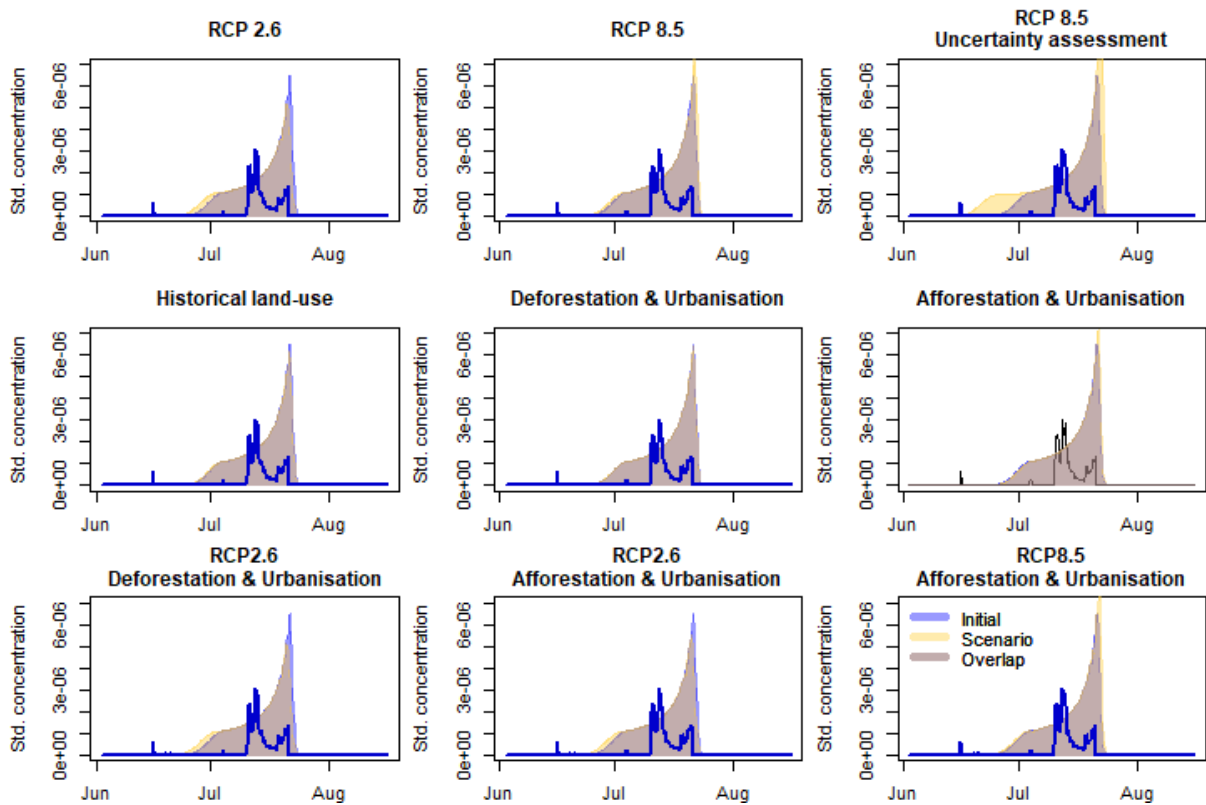 RCP 2.6
RCP 8.5
RCP 8.5
Uncertainty assessment
Std. concentration
0e+00
3e-06
6e-06
Jun
Jul
Aug
Std. concentration
0e+00
3e-06
6e-06
Jun
Jul
Aug
Std. concentration
0e+00
3e-06
6e-06
Jun
Jul
Aug
Historical land-use
Deforestation & Urbanisation
Afforestation & Urbanisation
Std. concentration
0e+00
3e-06
6e-06
Jun
Jul
Aug
Std. concentration
0e+00
3e-06
6e-06
Jun
Jul
Aug
Std. concentration
0e+00
3e-06
6e-06
Jun
Jul
Aug
RCP2.6
Deforestation & Urbanisation
RCP2.6
Afforestation & Urbanisation
RCP8.5
Afforestation & Urbanisation
Std. concentration
0e+00
3e-06
6e-06
Jun
Jul
Aug
Std. concentration
0e+00
3e-06
6e-06
Jun
Jul
Aug
Std. concentration
0e+00
3e-06
6e-06
Initial
Scenario
Overlap
Jun
Jul
Aug